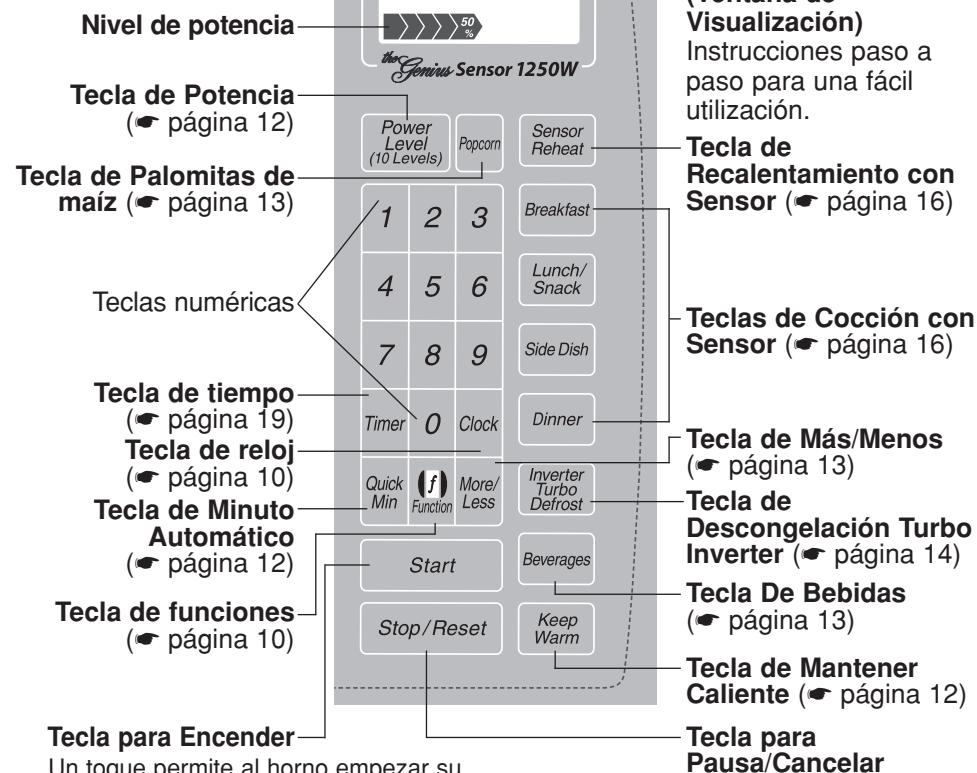 Nivel de potencia
Tecla de Potencia
(☛ página 12)
Tecla de Palomitas de
maíz (☛ página 13)
Teclas numéricas
Tecla de tiempo
(☛ página 19)
Tecla de reloj
(☛ página 10)
Tecla de Minuto
Automático
(☛ página 12)
Tecla de funciones
(☛ página 10)
Tecla para Encender
Un toque permite al horno empezar su
50
%
the Genius Sensor 1250W
Power
Level
(10 Levels)
Popcorn
Sensor
Reheat
1 2 3
Breakfast
4 5 6
Lunch/
Snack
7 8 9
Side Dish
Timer 0 Clock
Dinner
Quick
Min
(f)
Function
More/
Less
Inverter
Turbo
Defrost
Start
Beverages
Stop/Reset
Keep
Warm
(Ventana de
Visualización)
Instrucciones paso a
paso para una fácil
utilización.
Tecla de
Recalentamiento con
Sensor (☛ página 16)
Teclas de Cocción con
Sensor (☛ página 16)
Tecla de Más/Menos
(☛ página 13)
Tecla de
Descongelación Turbo
Inverter (☛ página 14)
Tecla De Bebidas
(☛ página 13)
Tecla de Mantener
Caliente (☛ página 12)
Tecla para
Pausa/Cancelar